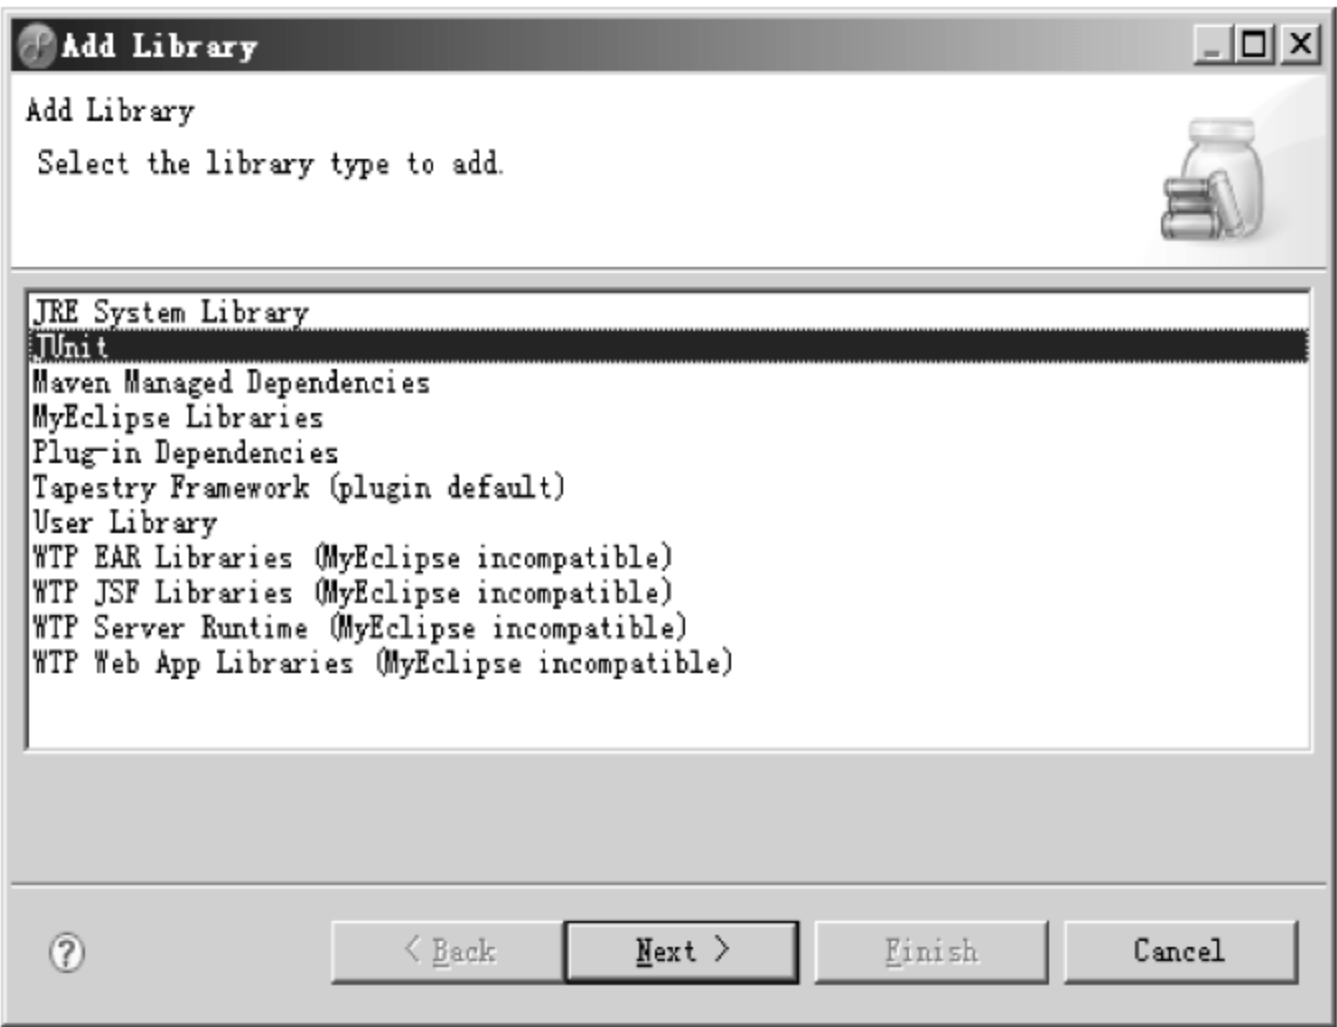 Add Library
Add Library
Select the library type to add.
JRE System Library
JUnit
Maven Managed Dependencies
MyEclipse Libraries
Plug-in Dependencies
Tapestry Framework (plugin default)
User Library
WTP EAR Libraries (MyEclipse incompatible)
WTP JSF Libraries (MyEclipse incompatible)
WTP Server Runtime (MyEclipse incompatible)
WTP Web App Libraries (MyEclipse incompatible)
? < Back Next > Finish Cancel